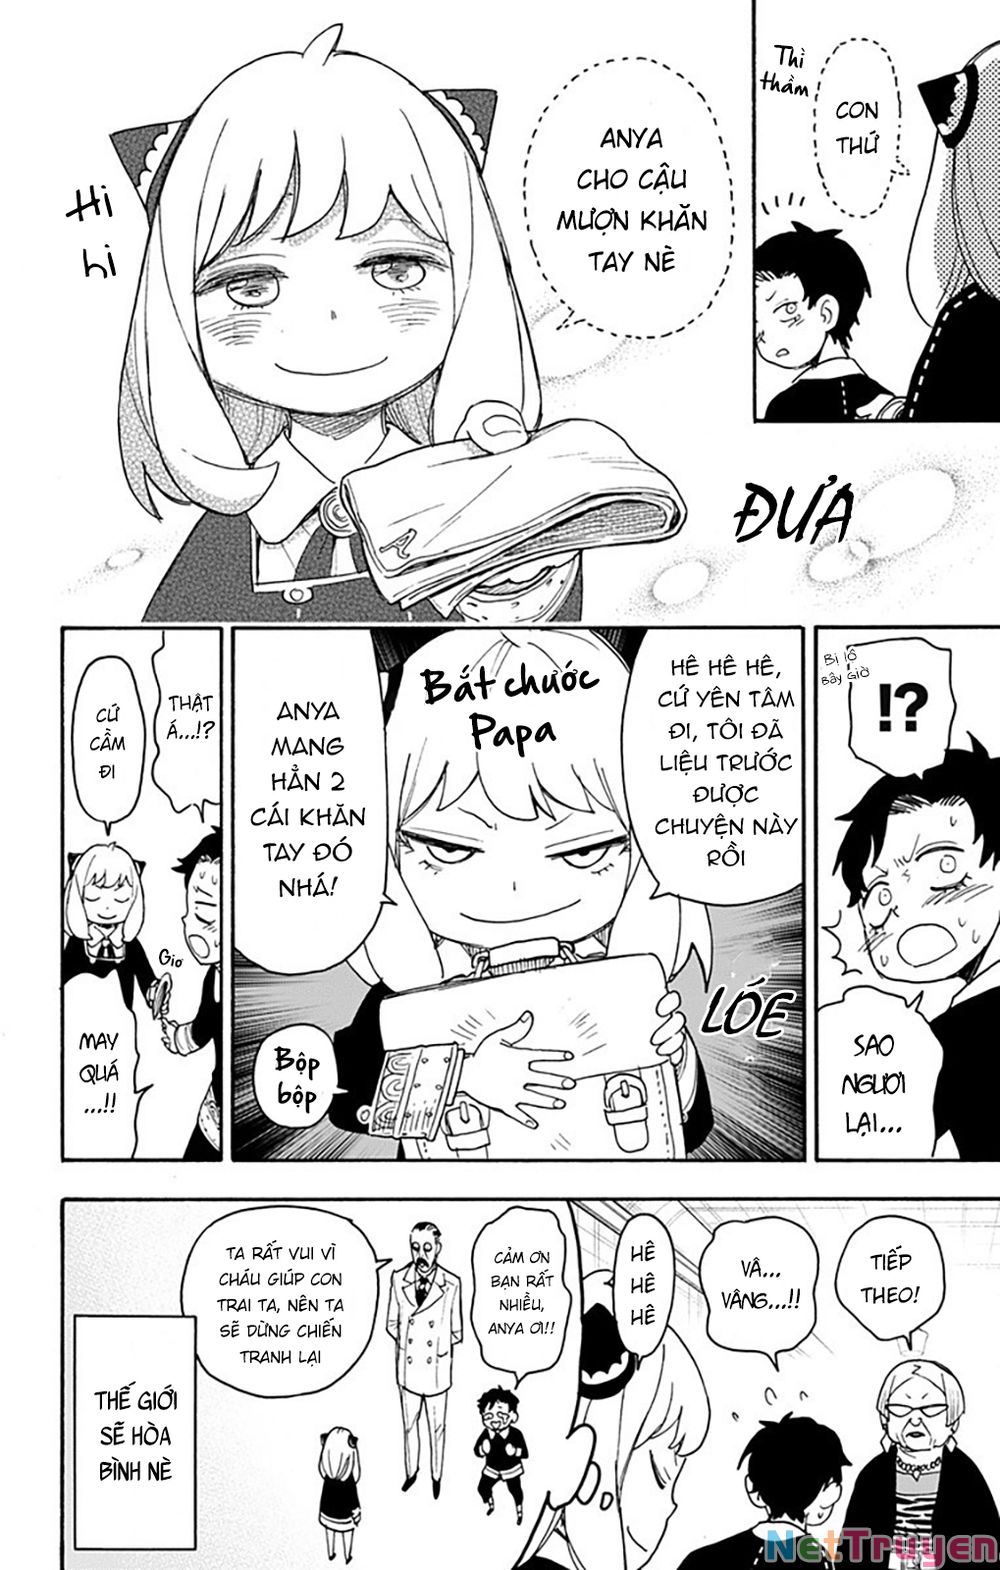 Thì
thầm
CON
THỨ
ANYA
CHO CẬU
MƯỢN KHĂN
TAY NÈ
Hi
hi
A
ĐƯA
Bị lộ
Bây Giờ
!?
SAO
NGƯƠI
LẠI...
HÊ HÊ HÊ,
CỨ YÊN TÂM
ĐI, TÔI ĐÃ
LIỆU TRƯỚC
ĐƯỢC
CHUYỆN NÀY
RỒI
Bắt chước
Papa
ANYA
MANG
HẲN 2
CÁI KHĂN
TAY ĐÓ
NHÁ!
LÓE
Bộp
bộp
THẬT
Á...!?
CỨ
CẦM
ĐI
Giơ
MAY
QUÁ
...!!
TIẾP
THEO!
VÂ...
VÂNG...!!
HÊ
HÊ
HÊ
CẢM ƠN
BẠN RẤT
NHIỀU,
ANYA ƠI!!
TA RẤT VUI VÌ
CHÁU GIÚP CON
TRAI TA, NÊN TA
SẼ DỪNG CHIẾN
TRANH LẠI
THẾ GIỚI
SẼ HÒA
BÌNH NÈ
NetTruyen